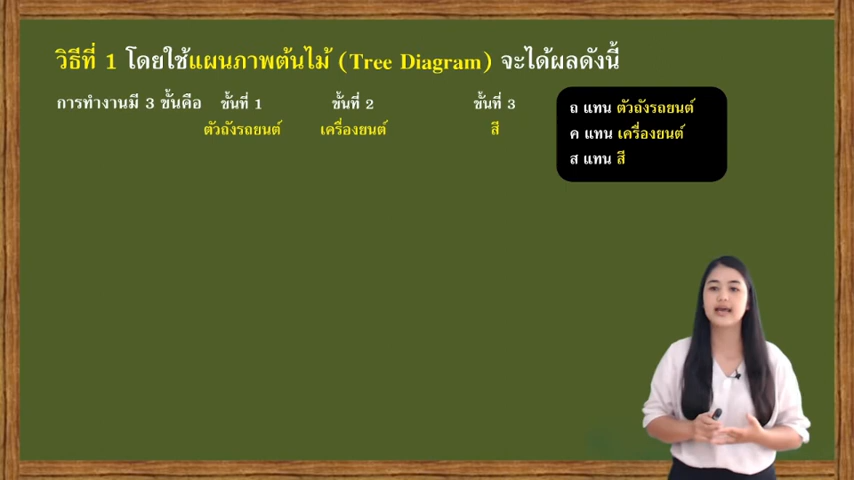 วิธีที่ 1 โดยใช้แผนภาพต้นไม้ (Tree Diagram) จะได้ผลดังนี้
การทำงานมี 3 ขั้นคือ ขั้นที่ 1 ขั้นที่ 2 ขั้นที่ 3
ตัวถังรถยนต์ เครื่องยนต์ สี
ถ แทน ตัวถังรถยนต์
ค แทน เครื่องยนต์
ส แทน สี